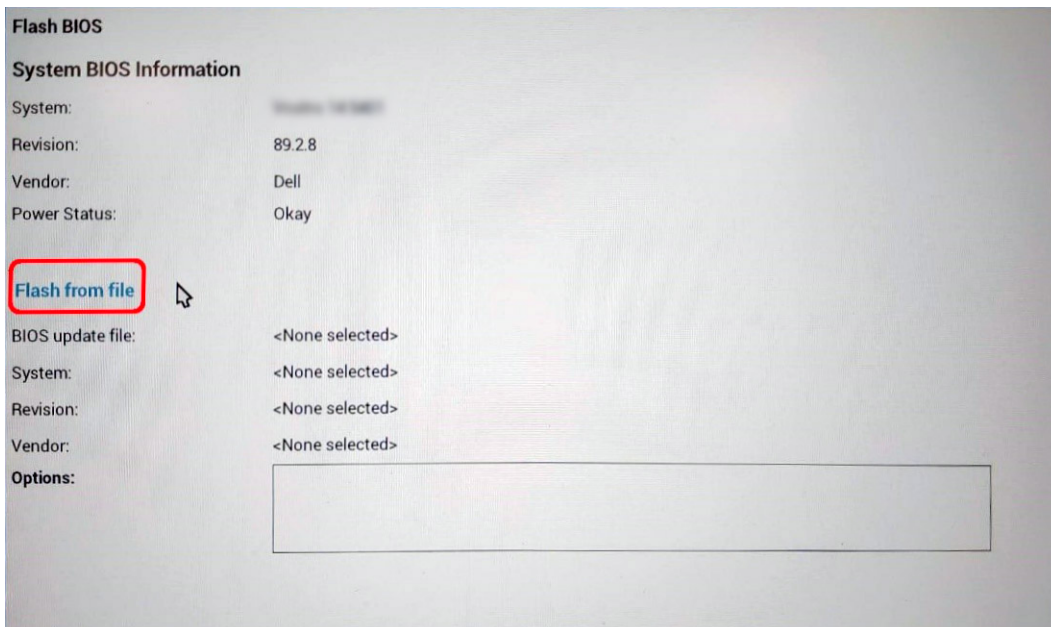 Flash BIOS
System BIOS Information
System:
Revision: 89.2.8
Vendor: Dell
Power Status: Okay
Flash from file
BIOS update file: <None selected>
System: <None selected>
Revision: <None selected>
Vendor: <None selected>
Options: